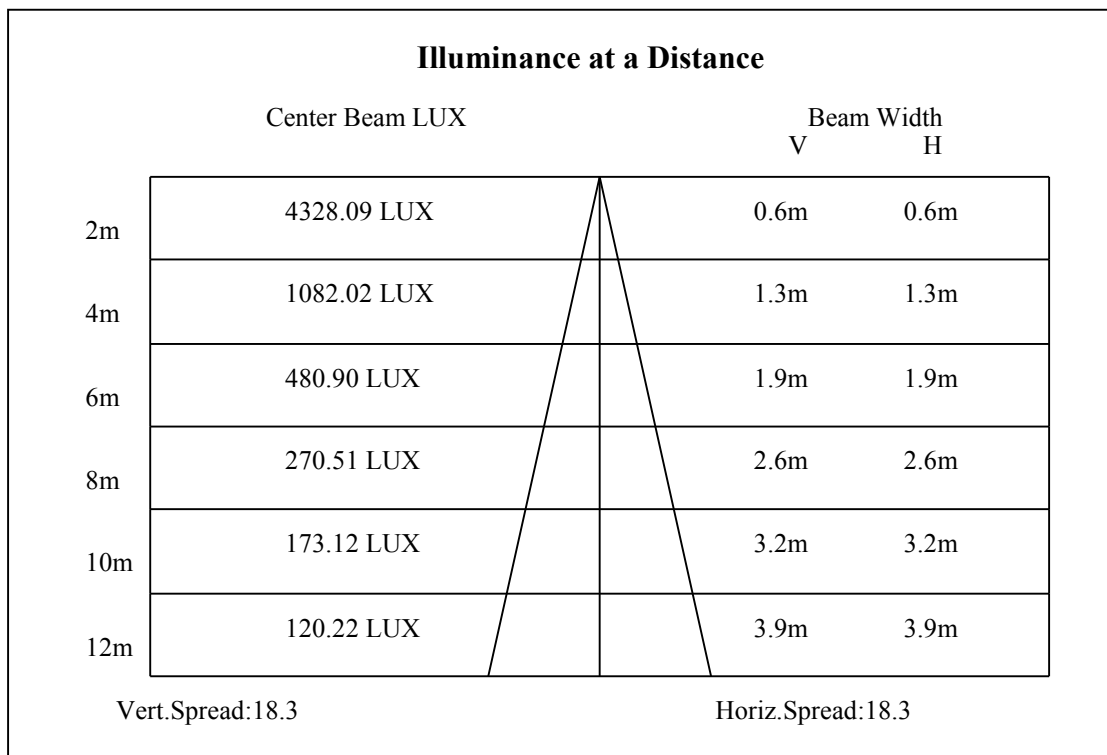 Illuminance at a Distance
Center Beam LUX Beam Width
V H
4328.09 LUX 0.6m 0.6m
2m
1082.02 LUX 1.3m 1.3m
4m
480.90 LUX 1.9m 1.9m
6m
270.51 LUX 2.6m 2.6m
8m
173.12 LUX 3.2m 3.2m
10m
120.22 LUX 3.9m 3.9m
12m
Vert.Spread:18.3 Horiz.Spread:18.3